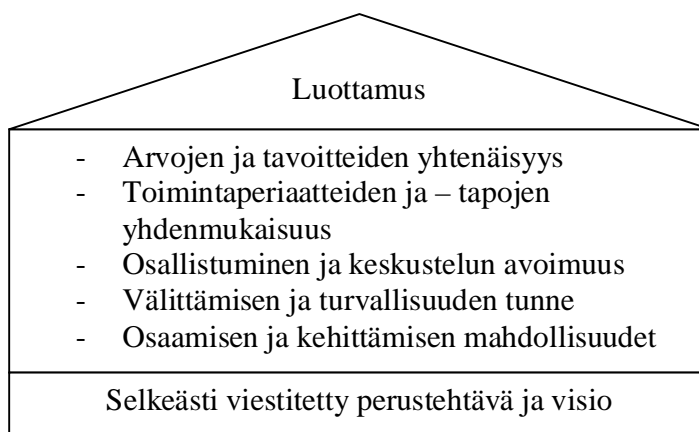 Luottamus
- Arvojen ja tavoitteiden yhtenäisyys
- Toimintaperiaatteiden ja – tapojen
yhdenmukaisuus
- Osallistuminen ja keskustelun avoimuus
- Välittämisen ja turvallisuuden tunne
- Osaamisen ja kehittämisen mahdollisuudet
Selkeästi viestitetty perustehtävä ja visio